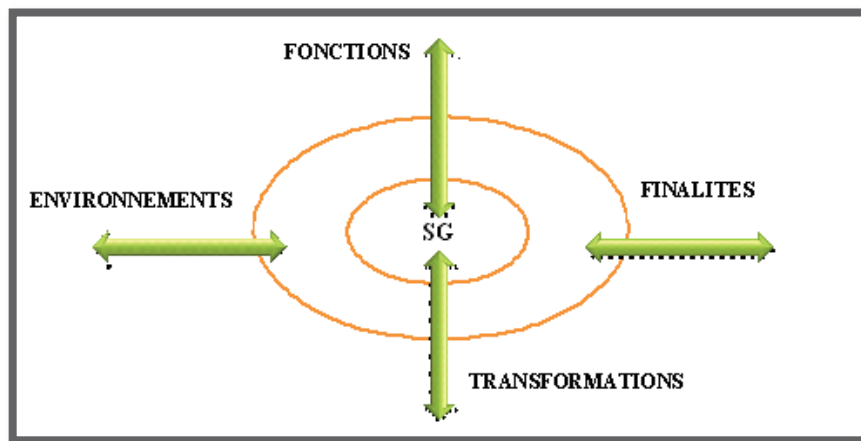 FONCTIONS
ENVIRONNEMENTS
FINALITES
SG
TRANSFORMATIONS